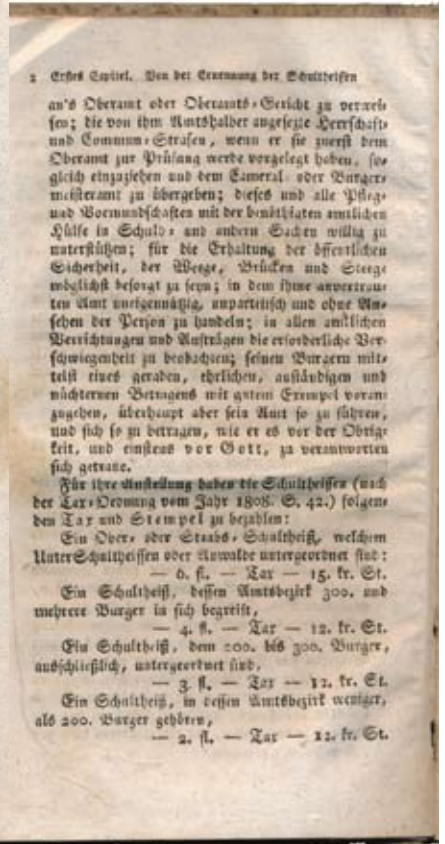 2 Erstes Capitel. Von der Ernennung der Schultheissen
an's Oberamt oder Oberamts-Gericht zu verwei-
sen; die von ihm Amtshalber angesezte Herrschaft-
und Commun-Strafen, wenn er sie zuerst dem
Oberamt zur Prüfung werde vorgelegt haben, so-
gleich einzuziehen und dem Cameral- oder Burger-
meisteramt zu übergeben; dieses und alle Pfleg-
und Vormundschaften mit der benöthigten amtlichen
Hülfe in Schuld- und andern Sachen willig zu
unterstützen; für die Erhaltung der öffentlichen
Sicherheit, der Weege, Brücken und Steege
möglichst besorgt zu seyn; in dem ihme anvertrau-
ten Amt uneigennützig, unparteiisch und ohne An-
sehen der Person zu handeln; in allen amtlichen
Verrichtungen und Aufträgen die erforderliche Ver-
schwiegenheit zu beobachten; seinen Burgern mit-
telst eines geraden, ehrlichen, anständigen und
nüchternen Betragens mit gutem Exempel voran-
zugehen, überhaupt aber sein Amt so zu führen,
und sich so zu betragen, wie er es vor der Obrig-
keit, und einstens vor Gott, zu verantworten
sich getraue.
Für ihre Anstellung haben die Schultheissen (nach
der Tax-Ordnung vom Jahr 1808. S. 42.) folgen-
den Tax und Stempel zu bezahlen:
Ein Ober- oder Staabs-Schultheiß, welchem
UnterSchultheissen oder Anwalde untergeordnet sind:
— 6. fl. — Tax — 15. kr. St.
Ein Schultheiß, dessen Amtsbezirk 300. und
mehrere Burger in sich begreift,
— 4. fl. — Tax — 12. kr. St.
Ein Schultheiß, dem 200. bis 300. Burger,
ausschließlich, untergeordnet sind,
— 3. fl. — Tax — 12. kr. St.
Ein Schultheiß, in dessen Amtsbezirk weniger,
als 200. Burger gehören,
— 2. fl. — Tax — 12. kr. St.